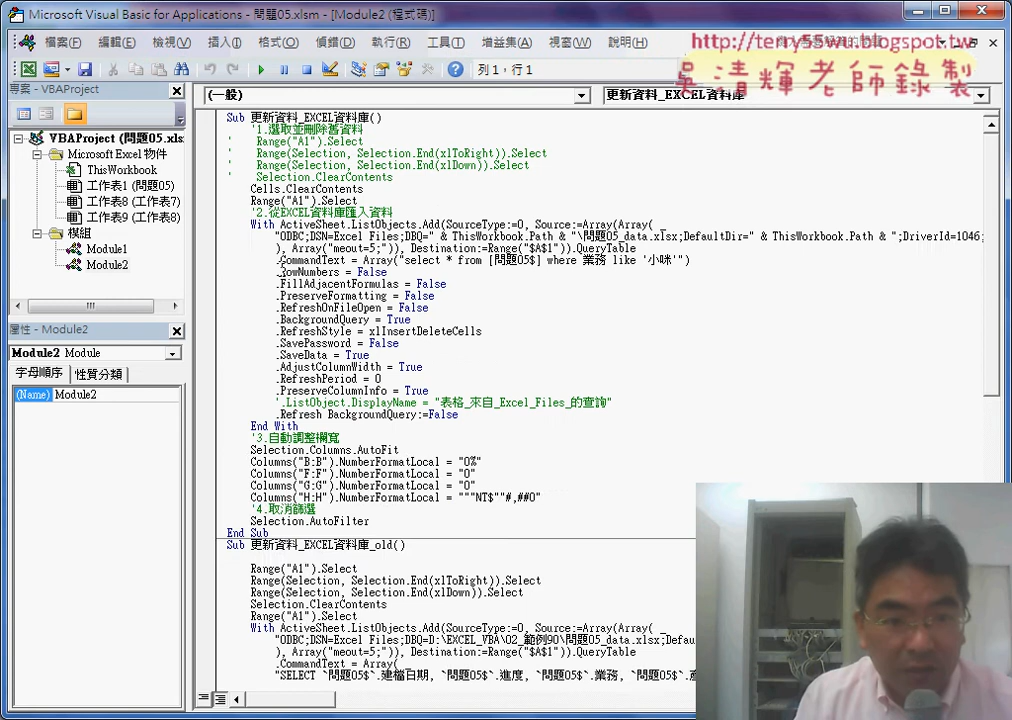 Microsoft Visual Basic for Applications - 問題05.xlsm - [Module2 (程式碼)]
檔案(F) 編輯(E) 檢視(V) 插入(I) 格式(O) 偵錯(D) 執行(R) 工具(T) 增益集(A) 視窗(W) 說明(H)
http://terry55wu.blogspot.tw
吳清輝老師錄製
列 1，行 1
專案 - VBAProject
(一般)
更新資料_EXCEL資料庫
VBAProject (問題05.xls
Microsoft Excel 物件
ThisWorkbook
工作表1 (問題05)
工作表8 (工作表7)
工作表9 (工作表8)
模組
Module1
Module2
屬性 - Module2
Module2 Module
字母順序 性質分類
(Name) Module2
Sub 更新資料_EXCEL資料庫()
'1.選取並刪除舊資料
' Range("A1").Select
' Range(Selection, Selection.End(xlToRight)).Select
' Range(Selection, Selection.End(xlDown)).Select
' Selection.ClearContents
Cells.ClearContents
Range("A1").Select
'2.從EXCEL資料庫匯入資料
With ActiveSheet.ListObjects.Add(SourceType:=0, Source:=Array(Array( _
"ODBC;DSN=Excel Files;DBQ=" & ThisWorkbook.Path & "\問題05_data.xlsx;DefaultDir=" & ThisWorkbook.Path & ";DriverId=1046;
), Array("meout=5;")), Destination:=Range("$A$1")).QueryTable
.CommandText = Array("select * from [問題05$] where 業務 like '小咪'")
.RowNumbers = False
.FillAdjacentFormulas = False
.PreserveFormatting = False
.RefreshOnFileOpen = False
.BackgroundQuery = True
.RefreshStyle = xlInsertDeleteCells
.SavePassword = False
.SaveData = True
.AdjustColumnWidth = True
.RefreshPeriod = 0
.PreserveColumnInfo = True
'.ListObject.DisplayName = "表格_來自_Excel_Files_的查詢"
.Refresh BackgroundQuery:=False
End With
'3.自動調整欄寬
Selection.Columns.AutoFit
Columns("B:B").NumberFormatLocal = "0%"
Columns("F:F").NumberFormatLocal = "0"
Columns("G:G").NumberFormatLocal = "0"
Columns("H:H").NumberFormatLocal = """NT$""#,##0"
'4.取消篩選
Selection.AutoFilter
End Sub
Sub 更新資料_EXCEL資料庫_old()
Range("A1").Select
Range(Selection, Selection.End(xlToRight)).Select
Range(Selection, Selection.End(xlDown)).Select
Selection.ClearContents
Range("A1").Select
With ActiveSheet.ListObjects.Add(SourceType:=0, Source:=Array(Array( _
"ODBC;DSN=Excel Files;DBQ=D:\EXCEL_VBA\02_範例90\問題05_data.xlsx;Defau
), Array("meout=5;")), Destination:=Range("$A$1")).QueryTable
.CommandText = Array( _
"SELECT `問題05$`.建檔日期, `問題05$`.進度, `問題05$`.業務, `問題05$`.產